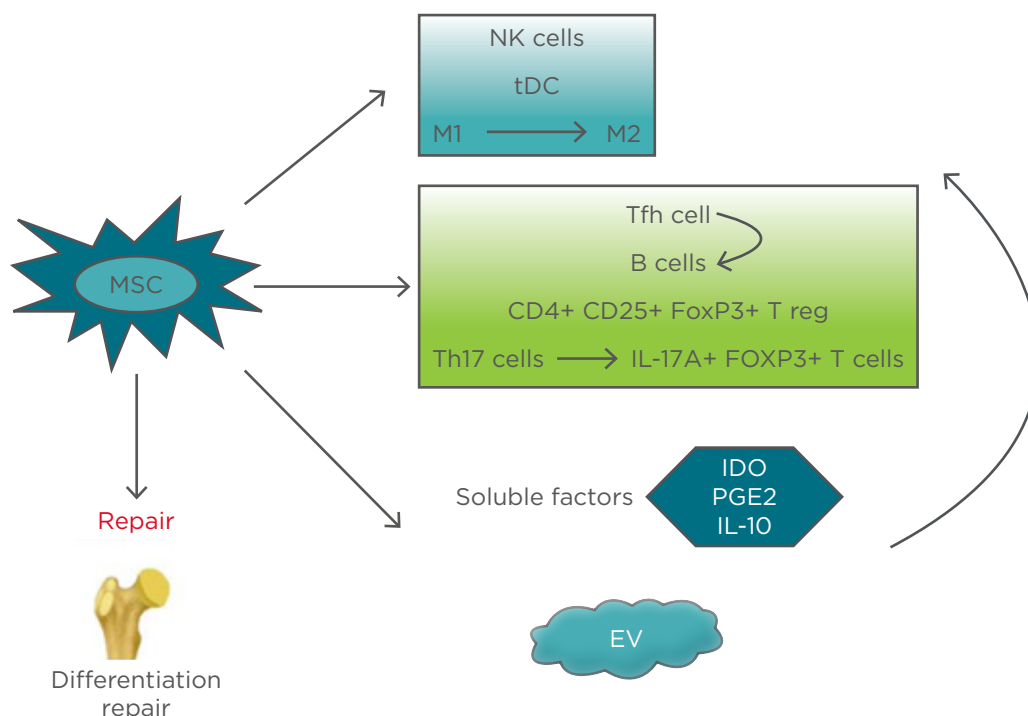 NK cells
tDC
M1 M2
Tfh cell
B cells
CD4+ CD25+ FoxP3+ T reg
Th17 cells IL-17A+ FOXP3+ T cells
MSC
Soluble factors
IDO
PGE2
IL-10
EV
Repair
Differentiation
repair